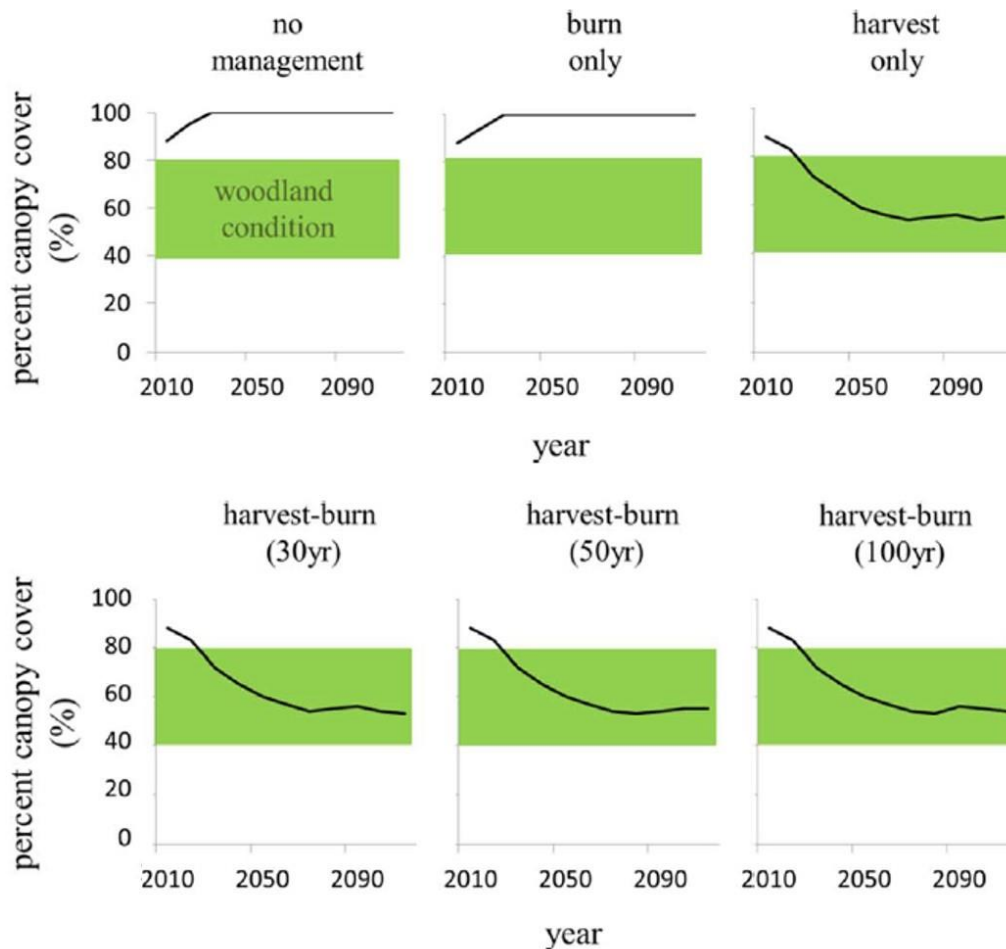 no
management
burn
only
harvest
only
percent canopy cover
(%)
100
80
60
40
20
0
woodland
condition
2010 2050 2090
2010 2050 2090
2010 2050 2090
year
harvest-burn
(30yr)
harvest-burn
(50yr)
harvest-burn
(100yr)
percent canopy cover
(%)
100
80
60
40
20
0
2010 2050 2090
2010 2050 2090
2010 2050 2090
year